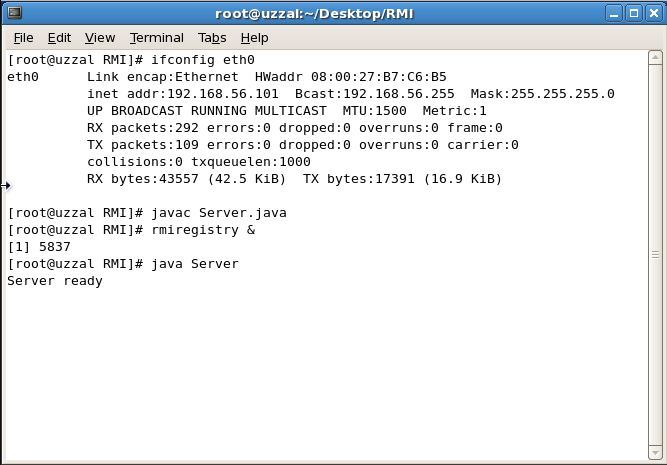 root@uzzal:~/Desktop/RMI
File Edit View Terminal Tabs Help
[root@uzzal RMI]# ifconfig eth0
eth0      Link encap:Ethernet  HWaddr 08:00:27:B7:C6:B5
          inet addr:192.168.56.101  Bcast:192.168.56.255  Mask:255.255.255.0
          UP BROADCAST RUNNING MULTICAST  MTU:1500  Metric:1
          RX packets:292 errors:0 dropped:0 overruns:0 frame:0
          TX packets:109 errors:0 dropped:0 overruns:0 carrier:0
          collisions:0 txqueuelen:1000
          RX bytes:43557 (42.5 KiB)  TX bytes:17391 (16.9 KiB)
[root@uzzal RMI]# javac Server.java
[root@uzzal RMI]# rmiregistry &
[1] 5837
[root@uzzal RMI]# java Server
Server ready